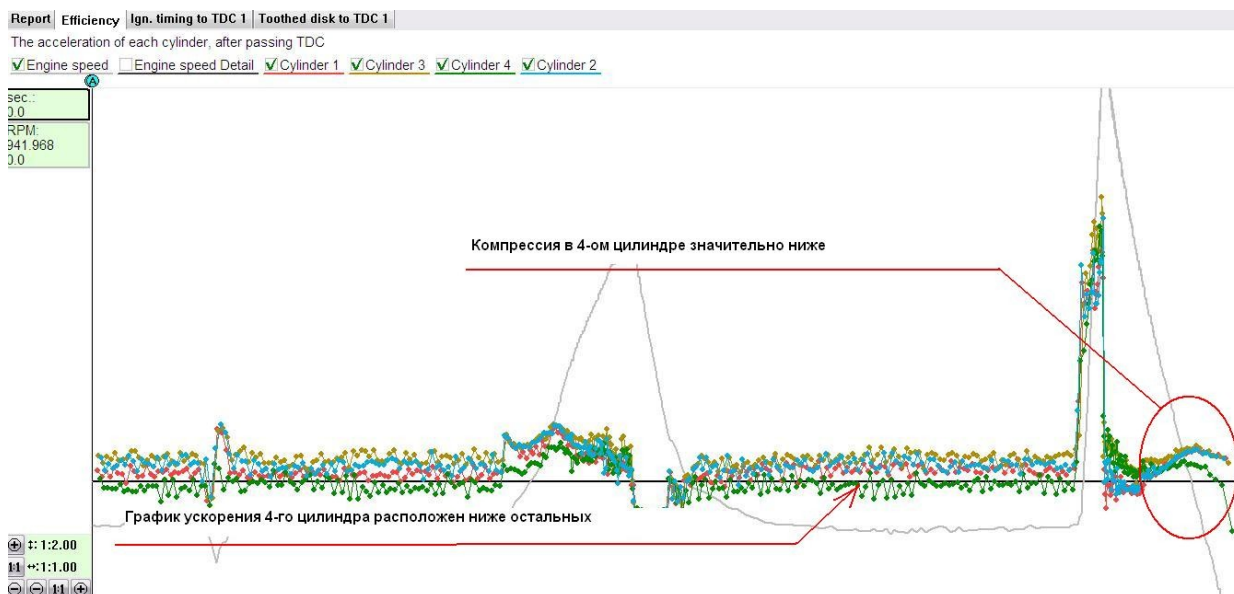 Report Efficiency Ign. timing to TDC 1 Toothed disk to TDC 1
The acceleration of each cylinder, after passing TDC
Engine speed Engine speed Detail Cylinder 1 Cylinder 3 Cylinder 4 Cylinder 2
A
sec.:
0.0
RPM:
941.968
0.0
Компрессия в 4-ом цилиндре значительно ниже
График ускорения 4-го цилиндра расположен ниже остальных
1:2.00
1:1 1:1.00
1:1